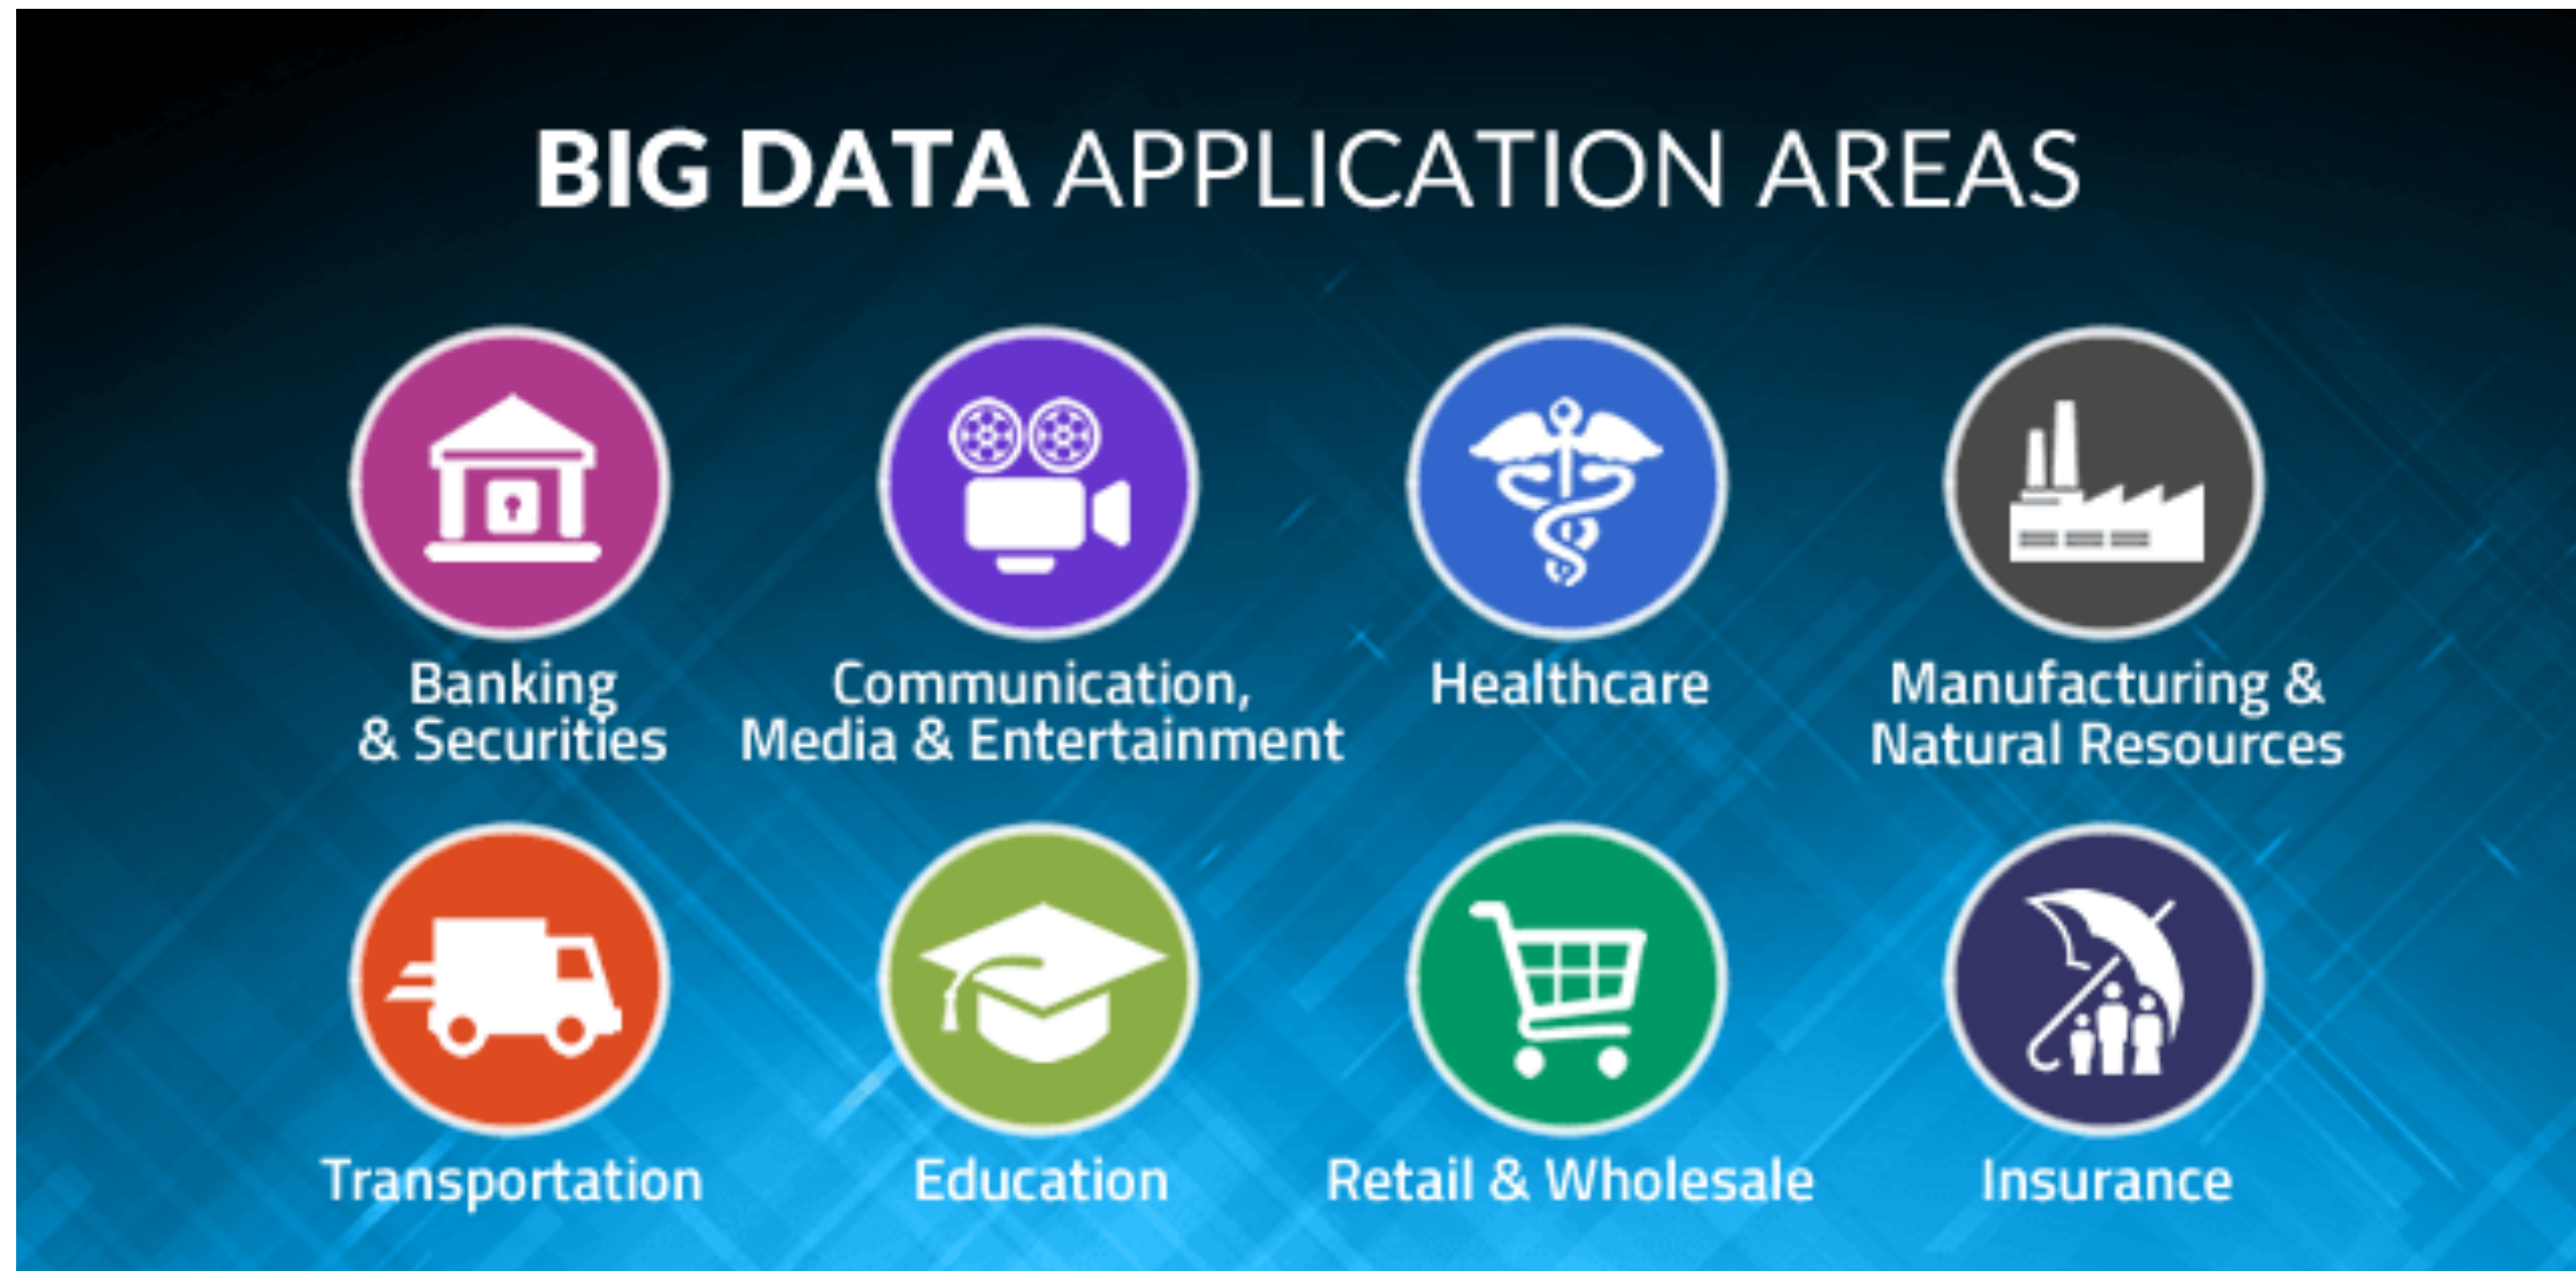 BIG DATA APPLICATION AREAS
Banking
& Securities
Communication,
Media & Entertainment
Healthcare
Manufacturing &
Natural Resources
Transportation
Education
Retail & Wholesale
Insurance